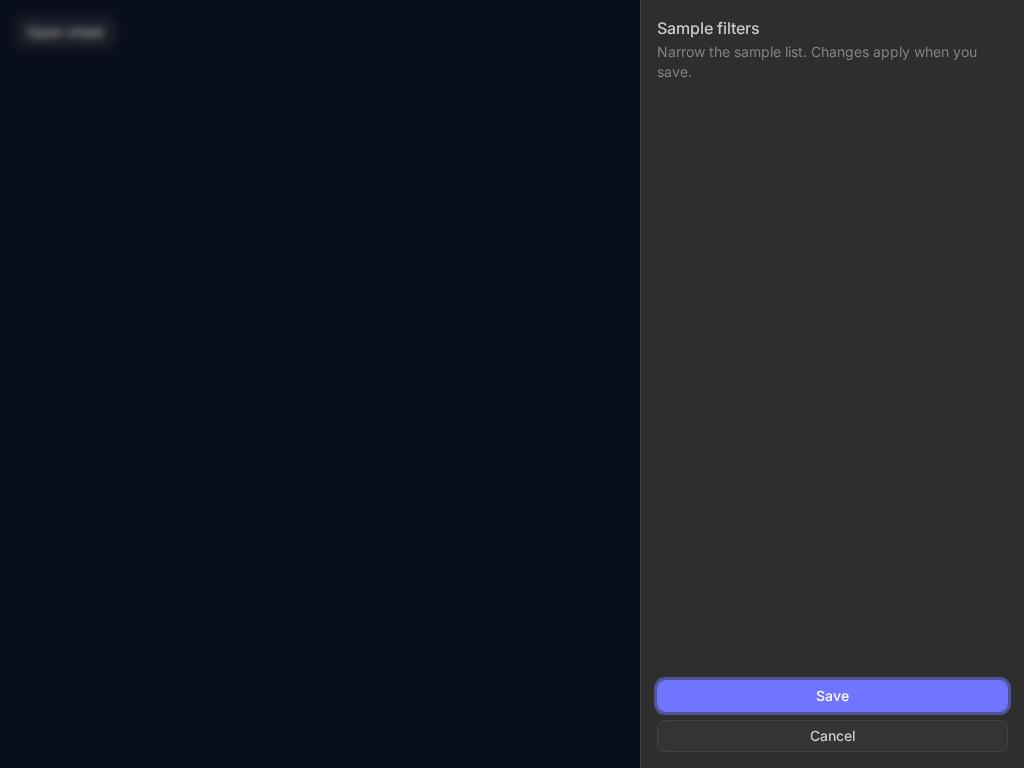 Sample filters
Narrow the sample list. Changes apply when you
save.
Save
Cancel